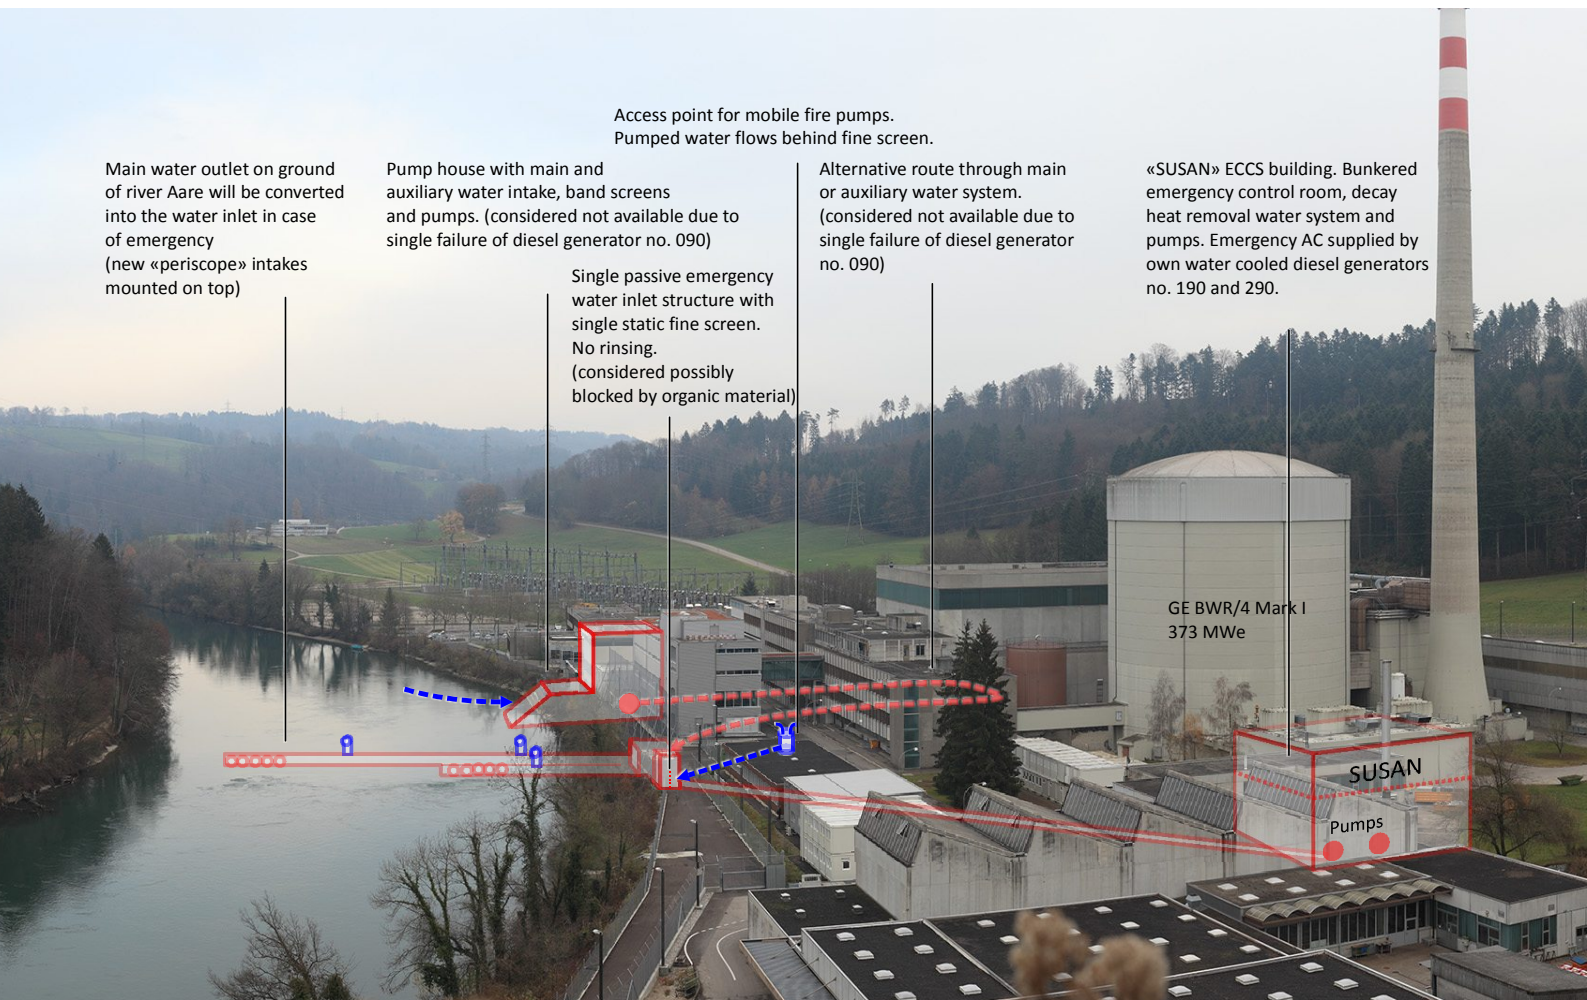 Access point for mobile fire pumps.
Pumped water flows behind fine screen.
Main water outlet on ground
of river Aare will be converted
into the water inlet in case
of emergency
(new «periscope» intakes
mounted on top)
Pump house with main and
auxiliary water intake, band screens
and pumps. (considered not available due to
single failure of diesel generator no. 090)
Single passive emergency
water inlet structure with
single static fine screen.
No rinsing.
(considered possibly
blocked by organic material)
Alternative route through main
or auxiliary water system.
(considered not available due to
single failure of diesel generator
no. 090)
«SUSAN» ECCS building. Bunkered
emergency control room, decay
heat removal water system and
pumps. Emergency AC supplied by
own water cooled diesel generators
no. 190 and 290.
GE BWR/4 Mark I
373 MWe
SUSAN
Pumps